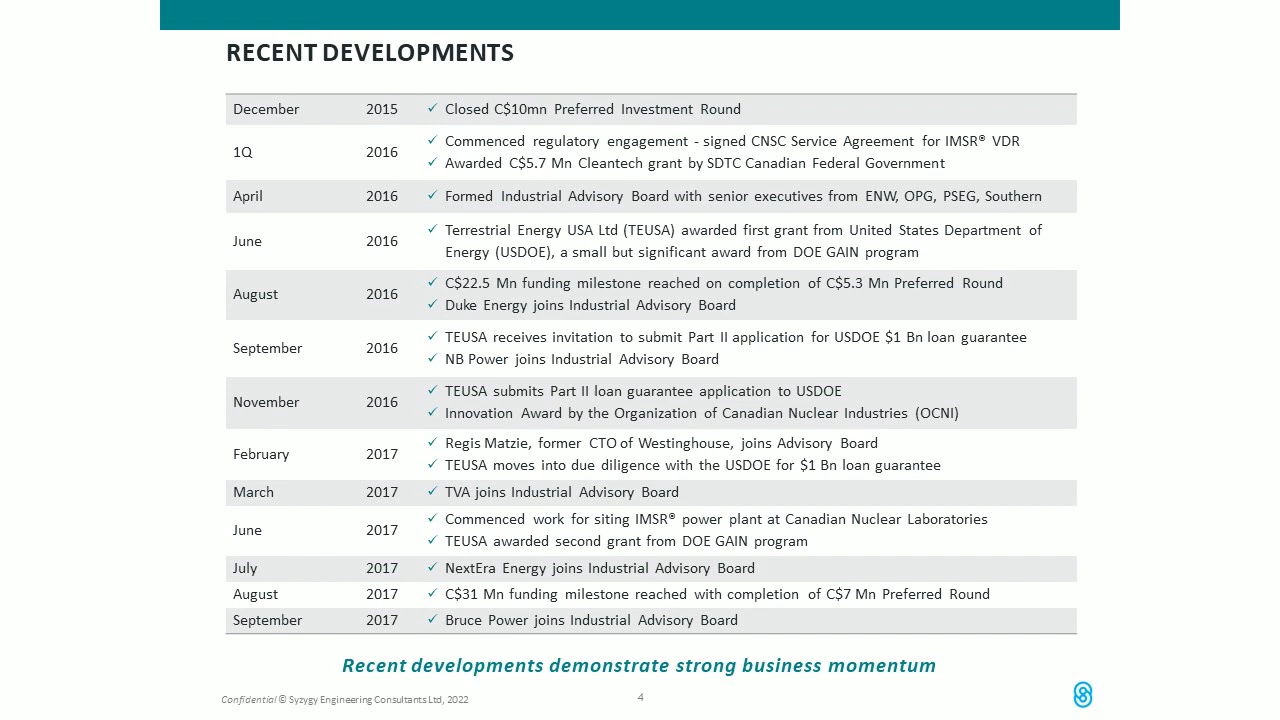 RECENT DEVELOPMENTS
December 2015 ✓ Closed C$10mn Preferred Investment Round
1Q 2016 ✓ Commenced regulatory engagement - signed CNSC Service Agreement for IMSR® VDR
✓ Awarded C$5.7 Mn Cleantech grant by SDTC Canadian Federal Government
April 2016 ✓ Formed Industrial Advisory Board with senior executives from ENW, OPG, PSEG, Southern
June 2016 ✓ Terrestrial Energy USA Ltd (TEUSA) awarded first grant from United States Department of
Energy (USDOE), a small but significant award from DOE GAIN program
August 2016 ✓ C$22.5 Mn funding milestone reached on completion of C$5.3 Mn Preferred Round
✓ Duke Energy joins Industrial Advisory Board
September 2016 ✓ TEUSA receives invitation to submit Part II application for USDOE $1 Bn loan guarantee
✓ NB Power joins Industrial Advisory Board
November 2016 ✓ TEUSA submits Part II loan guarantee application to USDOE
✓ Innovation Award by the Organization of Canadian Nuclear Industries (OCNI)
February 2017 ✓ Regis Matzie, former CTO of Westinghouse, joins Advisory Board
✓ TEUSA moves into due diligence with the USDOE for $1 Bn loan guarantee
March 2017 ✓ TVA joins Industrial Advisory Board
June 2017 ✓ Commenced work for siting IMSR® power plant at Canadian Nuclear Laboratories
✓ TEUSA awarded second grant from DOE GAIN program
July 2017 ✓ NextEra Energy joins Industrial Advisory Board
August 2017 ✓ C$31 Mn funding milestone reached with completion of C$7 Mn Preferred Round
September 2017 ✓ Bruce Power joins Industrial Advisory Board
Recent developments demonstrate strong business momentum
Confidential © Syzygy Engineering Consultants Ltd, 2022 4